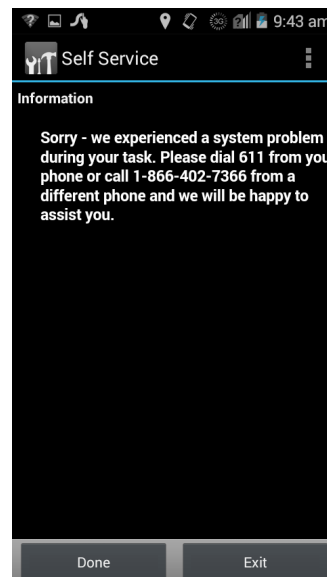 3G
9:43 am
Self Service
Information
Sorry - we experienced a system problem
during your task. Please dial 611 from you
phone or call 1-866-402-7366 from a
different phone and we will be happy to
assist you.
Done
Exit